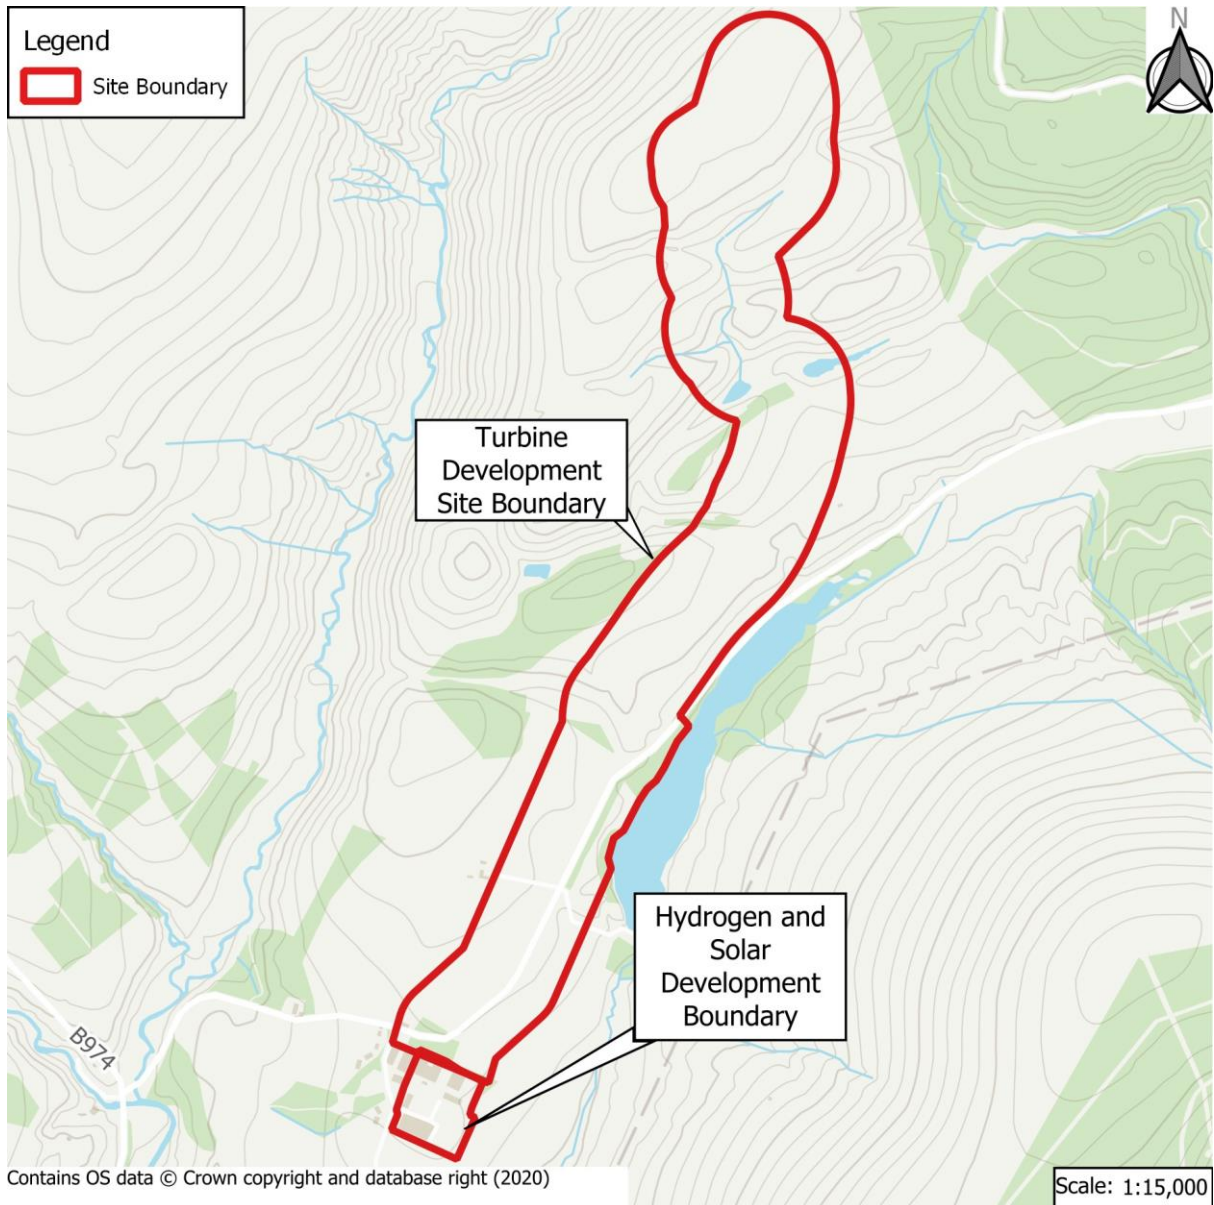 Legend
Site Boundary
N
Turbine
Development
Site Boundary
Hydrogen and
Solar
Development
Boundary
B974
Contains OS data © Crown copyright and database right (2020)
Scale: 1:15,000